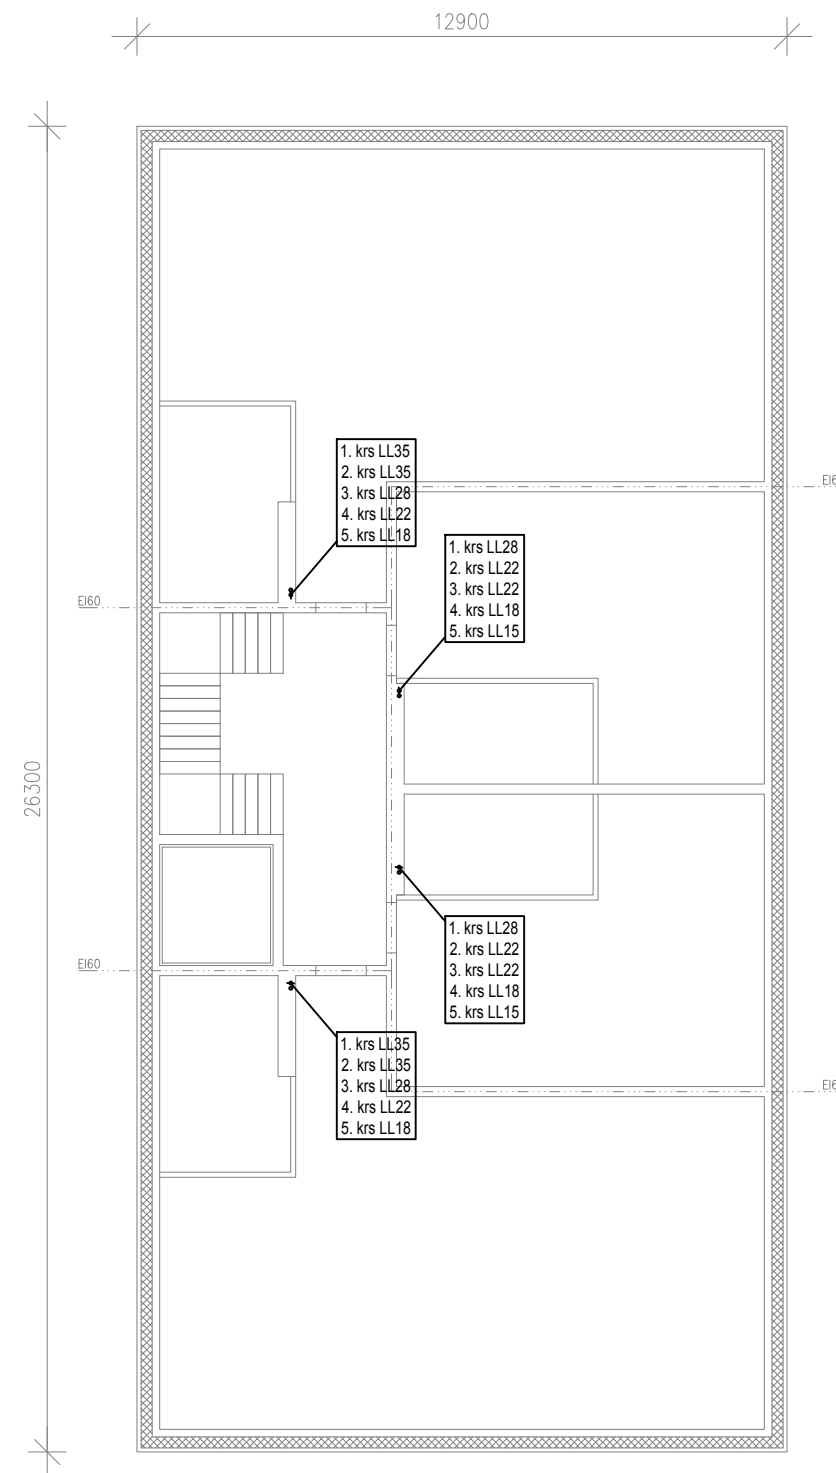 12900
1. krs LL35
2. krs LL35
3. krs LL28
4. krs LL22
5. krs LL18
EI6
1. krs LL28
2. krs LL22
3. krs LL22
4. krs LL18
5. krs LL15
EI60
26300
1. krs LL28
2. krs LL22
3. krs LL22
4. krs LL18
5. krs LL15
EI60
1. krs LL35
2. krs LL35
3. krs LL28
4. krs LL22
5. krs LL18
EI6